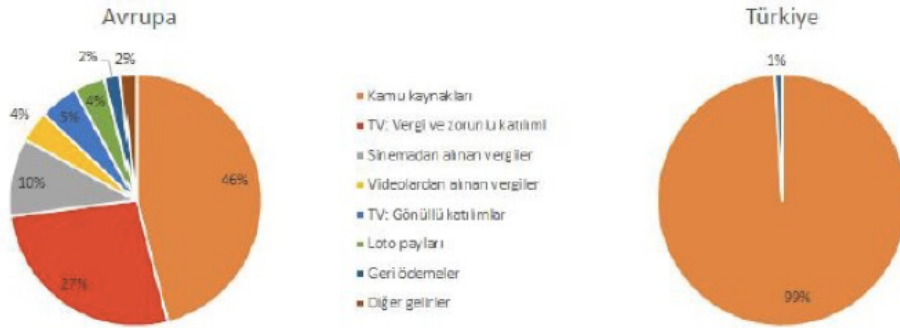 Avrupa
Türkiye
2%
2%
4%
5%
4%
10%
27%
46%
Kamu kaynakları
TV: Vergi ve zorunlu katılıml
Sinemadan alınan vergiler
Videolardan alınan vergiler
TV: Gönüllü katılımlar
Loto payları
Geri ödemeler
Diğer gelirler
1%
99%